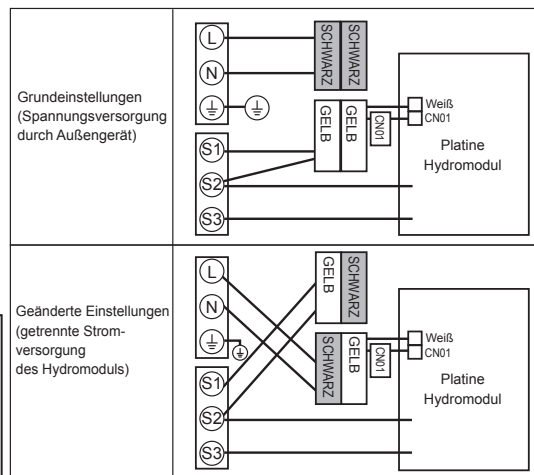 Grundeinstellungen
(Spannungsversorgung
durch Außengerät)
L
N
S1
S2
S3
SCHWARZ
SCHWARZ
GELB
GELB
CN01
Weiß
CN01
Platine
Hydromodul
Geänderte Einstellungen
(getrennte Strom-
versorgung
des Hydromoduls)
L
N
S1
S2
S3
GELB
SCHWARZ
SCHWARZ
GELB
CN01
Weiß
CN01
Platine
Hydromodul